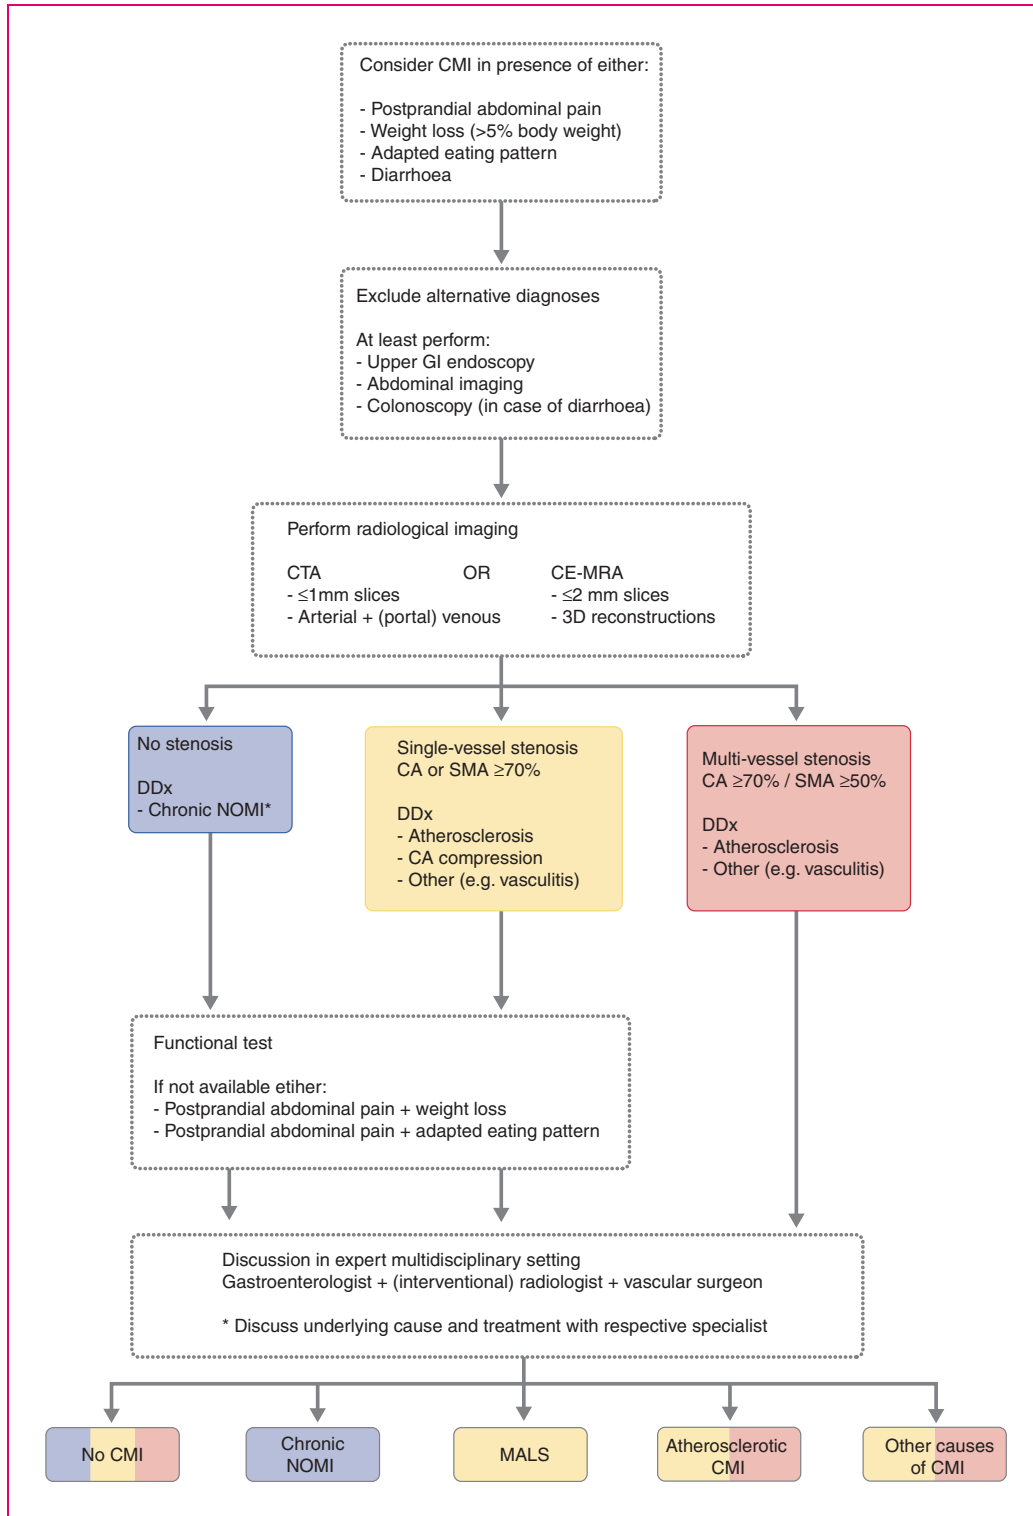 Consider CMI in presence of either:
- Postprandial abdominal pain
- Weight loss (>5% body weight)
- Adapted eating pattern
- Diarrhoea
Exclude alternative diagnoses
At least perform:
- Upper GI endoscopy
- Abdominal imaging
- Colonoscopy (in case of diarrhoea)
Perform radiological imaging
CTA OR CE-MRA
- ≤1mm slices - ≤2 mm slices
- Arterial + (portal) venous - 3D reconstructions
No stenosis
DDx
- Chronic NOMI*
Single-vessel stenosis
CA or SMA ≥70%
DDx
- Atherosclerosis
- CA compression
- Other (e.g. vasculitis)
Multi-vessel stenosis
CA ≥70% / SMA ≥50%
DDx
- Atherosclerosis
- Other (e.g. vasculitis)
Functional test
If not available etiher:
- Postprandial abdominal pain + weight loss
- Postprandial abdominal pain + adapted eating pattern
Discussion in expert multidisciplinary setting
Gastroenterologist + (interventional) radiologist + vascular surgeon
* Discuss underlying cause and treatment with respective specialist
No CMI
Chronic
NOMI
MALS
Atherosclerotic
CMI
Other causes
of CMI